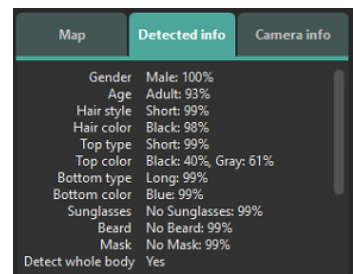 Map Detected info Camera info
Gender Male: 100%
Age Adult: 93%
Hair style Short: 99%
Hair color Black: 98%
Top type Short: 99%
Top color Black: 40%, Gray: 61%
Bottom type Long: 99%
Bottom color Blue: 99%
Sunglasses No Sunglasses: 99%
Beard No Beard: 99%
Mask No Mask: 99%
Detect whole body Yes